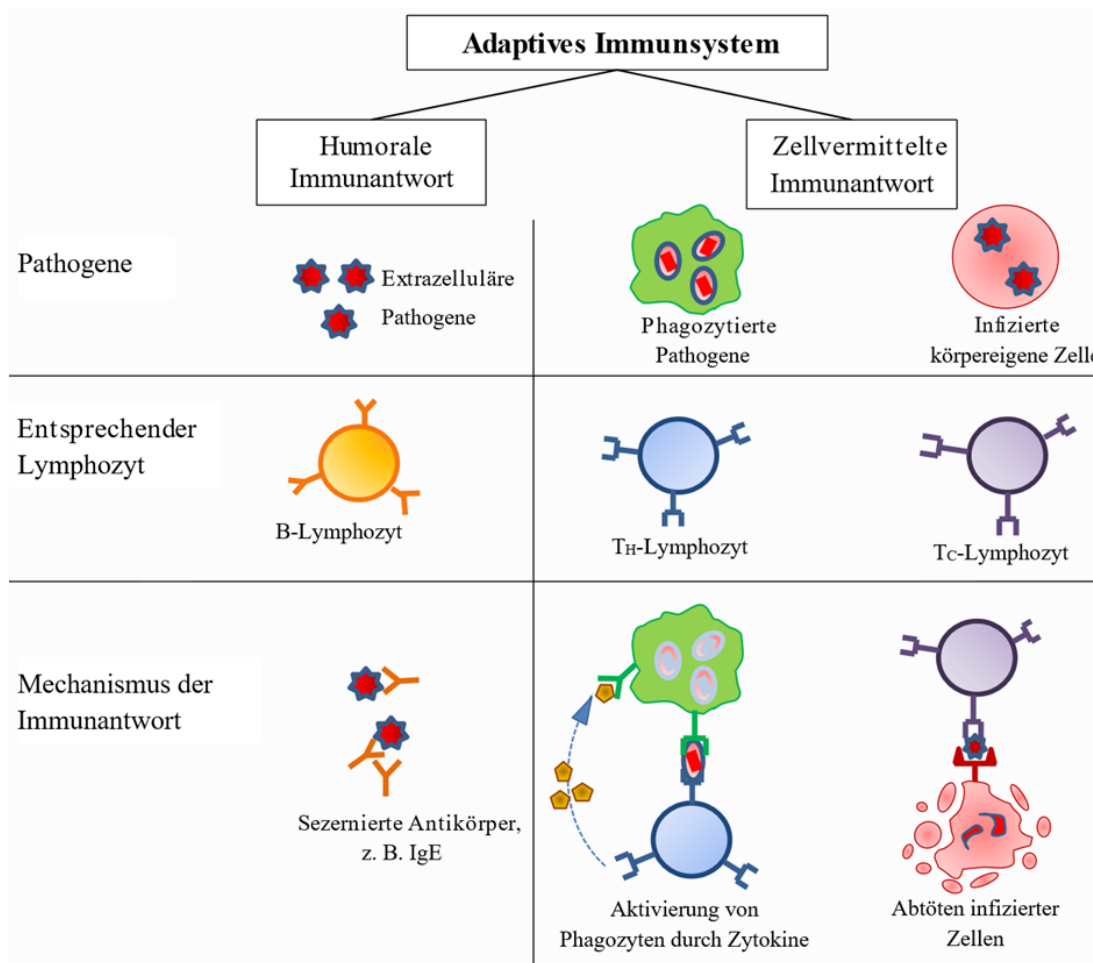 Adaptives Immunsystem
Humorale
Immunantwort
Zellvermittelte
Immunantwort
Pathogene
Extrazelluläre
Pathogene
Phagozytierte
Pathogene
Infizierte
körpereigene Zelle
Entsprechender
Lymphozyt
B-Lymphozyt
TH-Lymphozyt
TC-Lymphozyt
Mechanismus der
Immunantwort
Sezernierte Antikörper,
z. B. IgE
Aktivierung von
Phagozyten durch Zytokine
Abtöten infizierter
Zellen